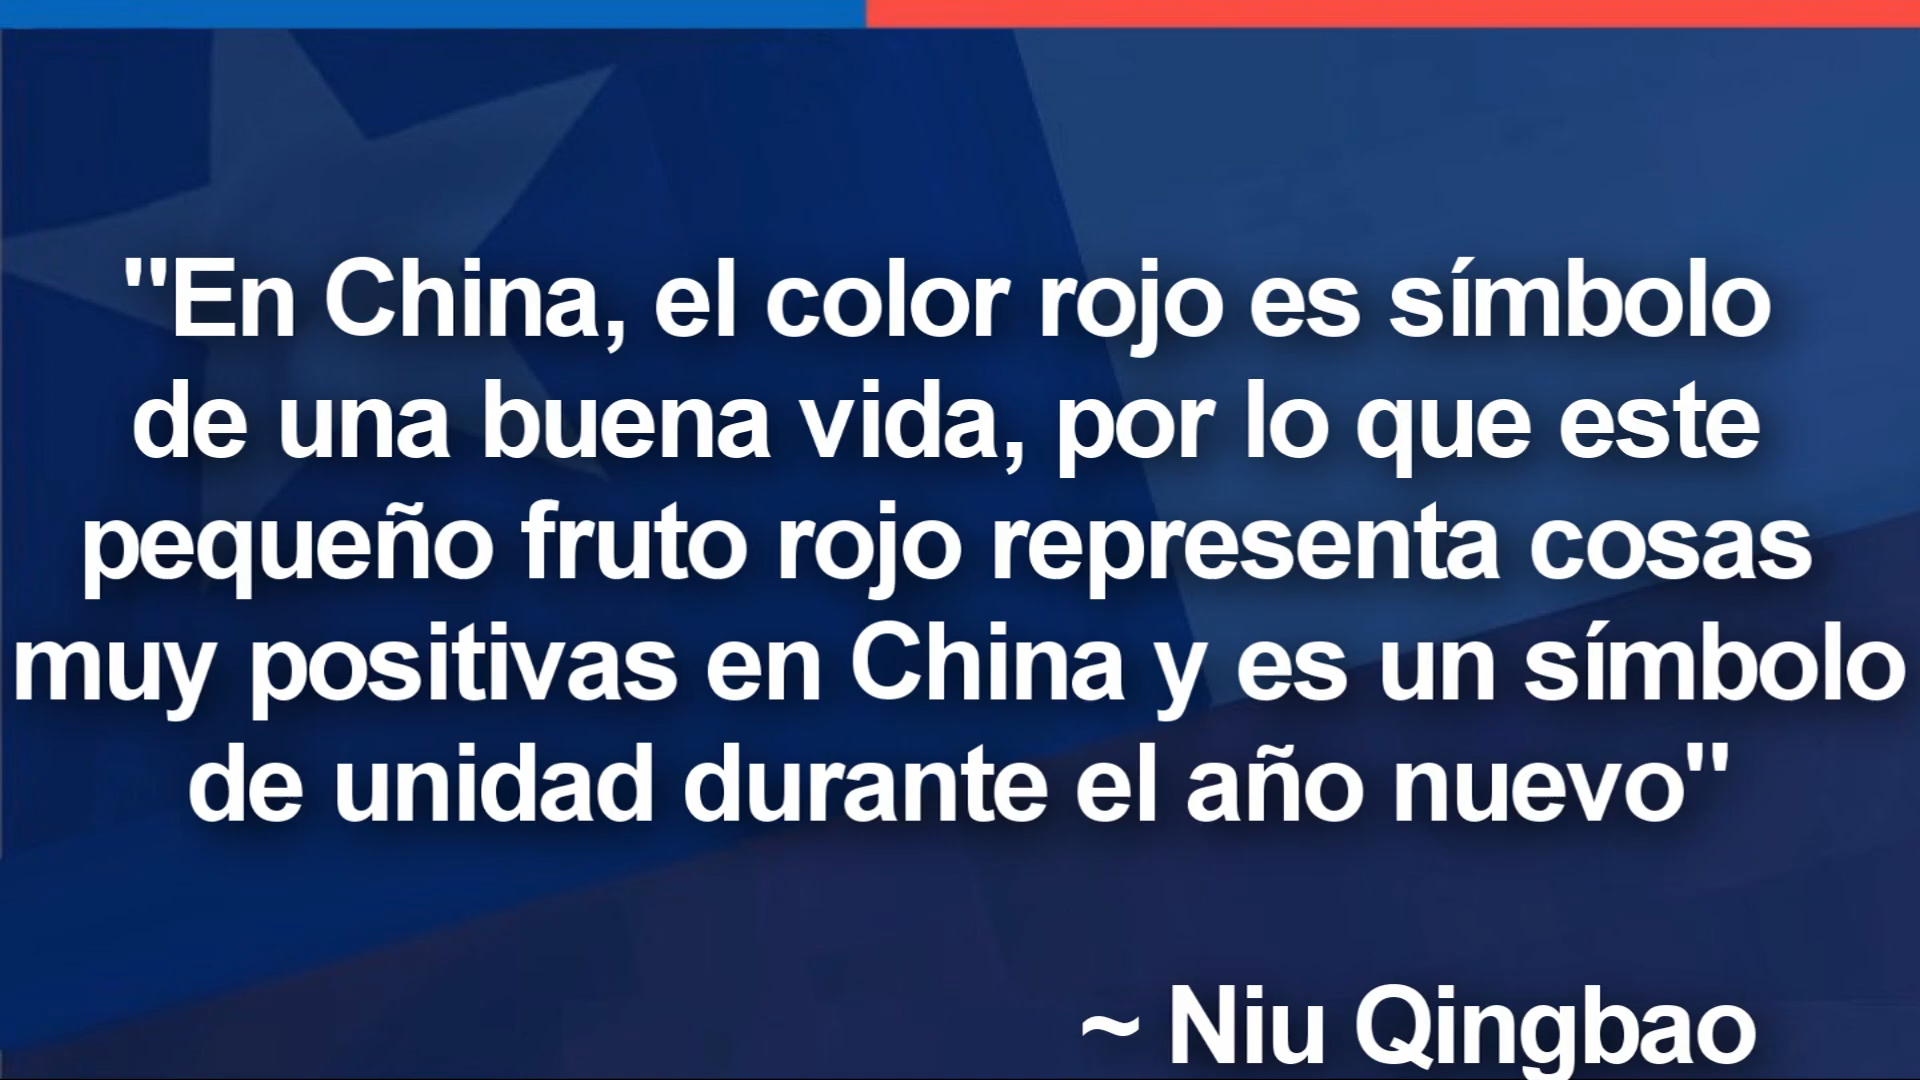 "En China, el color rojo es símbolo
de una buena vida, por lo que este
pequeño fruto rojo representa cosas
muy positivas en China y es un símbolo
de unidad durante el año nuevo"
~ Niu Qingbao